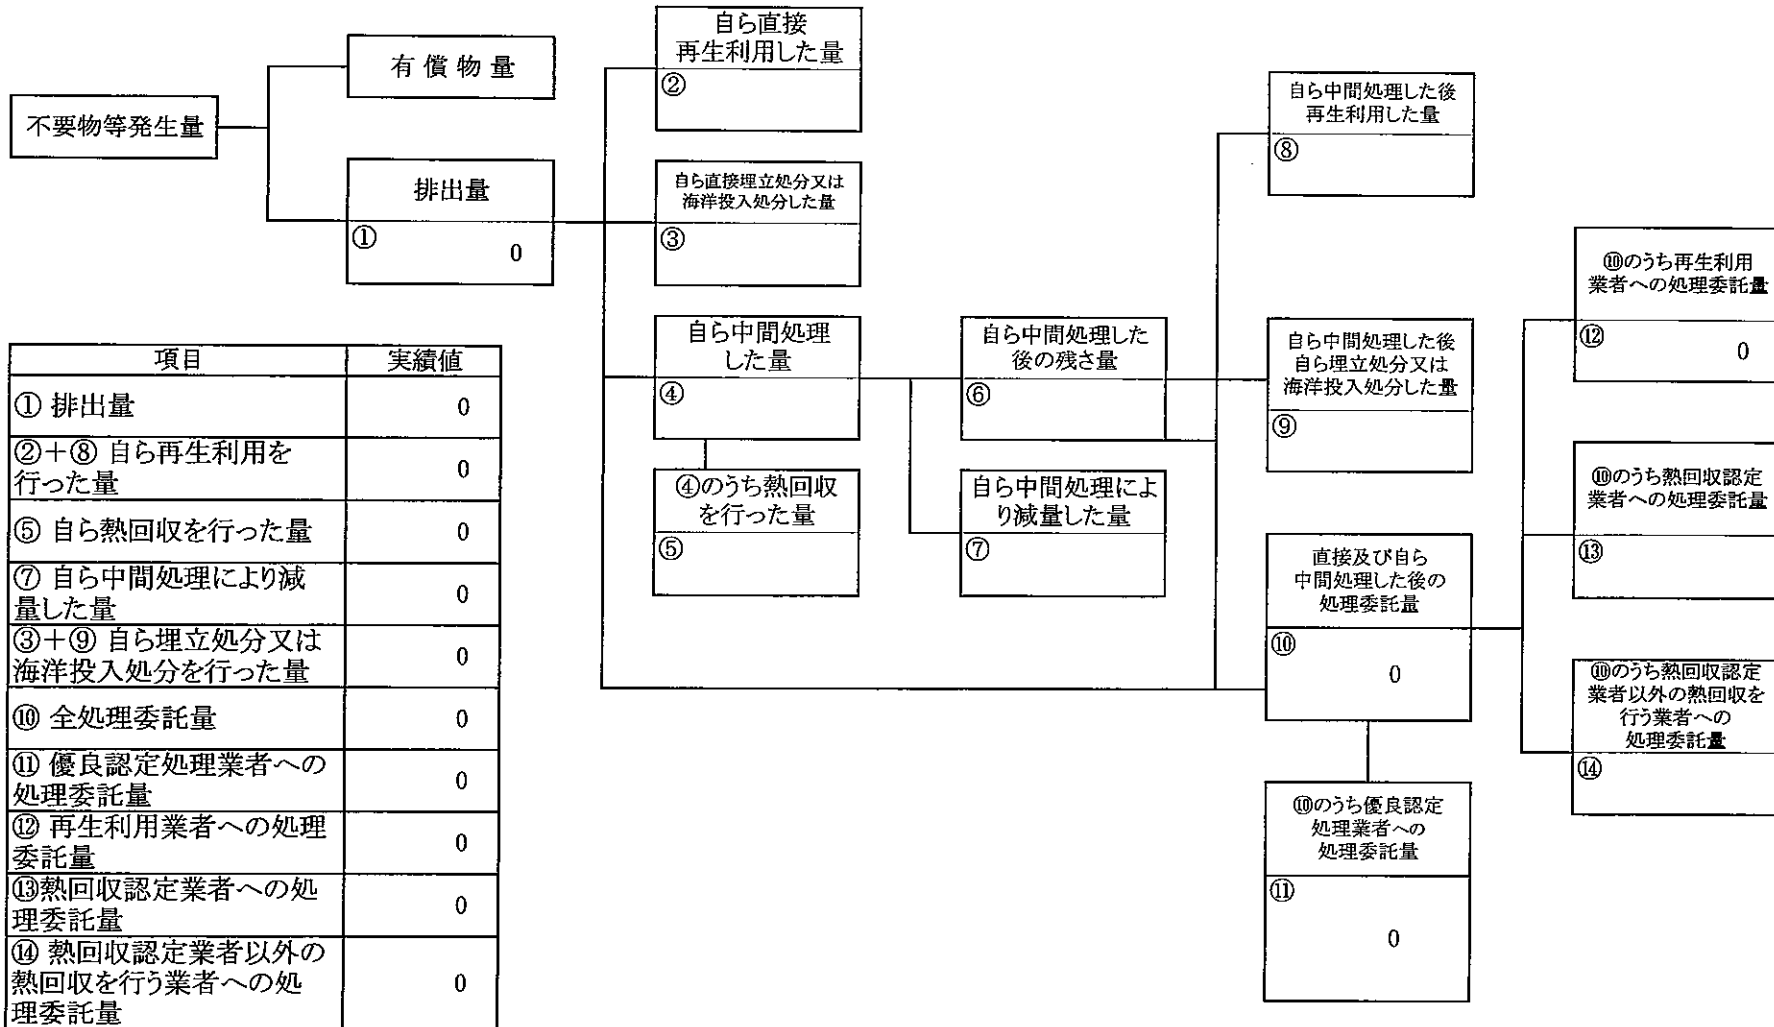 不要物等発生量
有 償 物 量
排出量
①
0
自ら直接
再生利用した量
②
自ら直接埋立処分又は
海洋投入処分した量
③
自ら中間処理
した量
④
④のうち熱回収
を行った量
⑤
自ら中間処理した
後の残さ量
⑥
自ら中間処理によ
り減量した量
⑦
自ら中間処理した後
再生利用した量
⑧
自ら中間処理した後
自ら埋立処分又は
海洋投入処分した量
⑨
直接及び自ら
中間処理した後の
処理委託量
⑩
0
⑩のうち優良認定
処理業者への
処理委託量
⑪
0
⑩のうち再生利用
業者への処理委託量
⑫
0
⑩のうち熱回収認定
業者への処理委託量
⑬
⑩のうち熱回収認定
業者以外の熱回収を
行う業者への
処理委託量
⑭
項目 実績値
① 排出量 0
②+⑧ 自ら再生利用を
行った量 0
⑤ 自ら熱回収を行った量 0
⑦ 自ら中間処理により減
量した量 0
③+⑨ 自ら埋立処分又は
海洋投入処分を行った量 0
⑩ 全処理委託量 0
⑪ 優良認定処理業者への
処理委託量 0
⑫ 再生利用業者への処理
委託量 0
⑬熱回収認定業者への処
理委託量 0
⑭ 熱回収認定業者以外の
熱回収を行う業者への処
理委託量 0